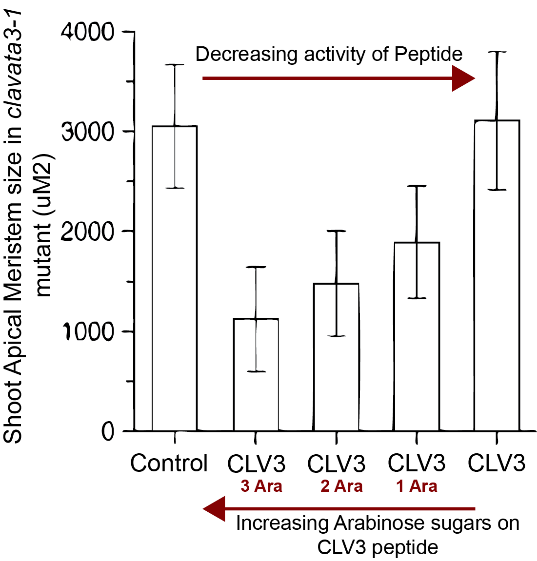 Shoot Apical Meristem size in clavata3-1
mutant (uM2)
4000
3000
2000
1000
0
Decreasing activity of Peptide
Control
CLV3
3 Ara
CLV3
2 Ara
CLV3
1 Ara
CLV3
Increasing Arabinose sugars on
CLV3 peptide